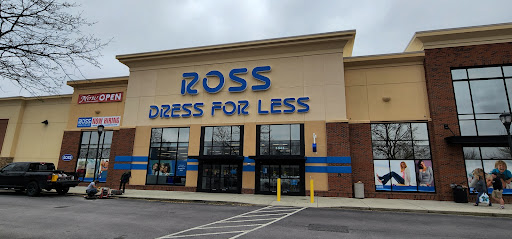 Now OPEN
ROSS
DRESS FOR LESS
ROSS NOW HIRING